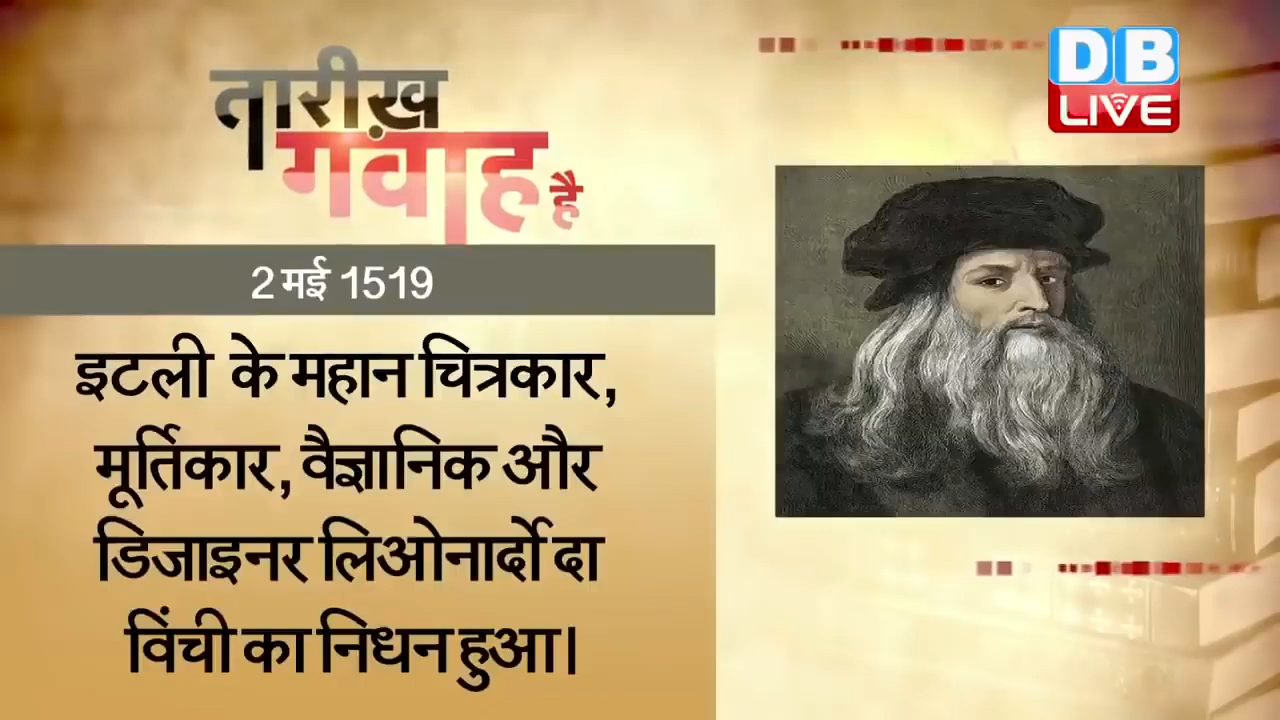 तारीख़
गवाह है
DB
LIVE
2 मई 1519
इटली के महान चित्रकार,
मूर्तिकार, वैज्ञानिक और
डिजाइनर लिओनार्दो दा
विंची का निधन हुआ।